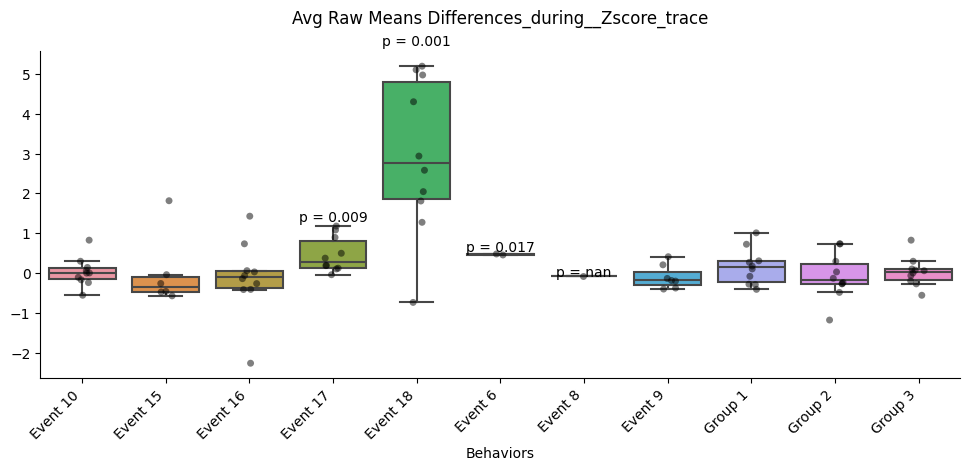 Avg Raw Means Differences_during__Zscore_trace
p = 0.001
5
4
3
2
p = 0.009
1
p = 0.017
0
p = nan
−1
−2
Event 10
Event 15
Event 16
Event 17
Event 18
Event 6
Event 8
Event 9
Group 1
Group 2
Group 3
Behaviors